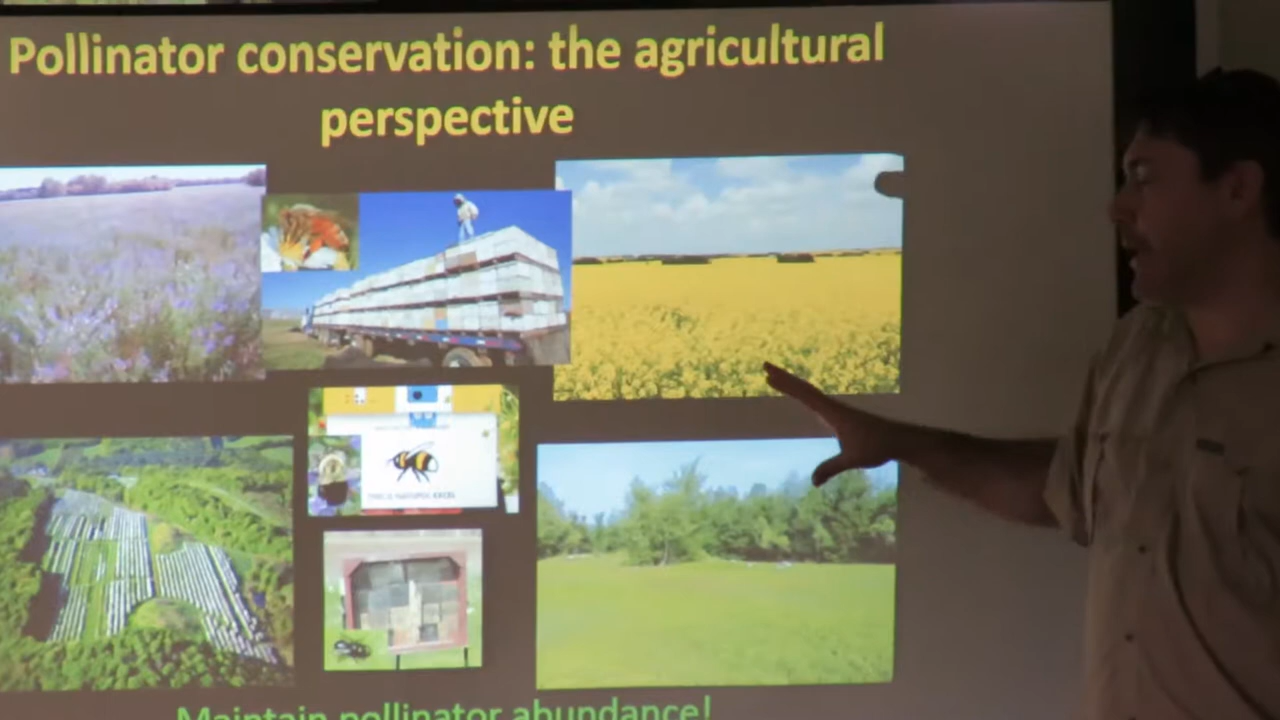 Pollinator conservation: the agricultural
perspective
Maintain pollinator abundance!